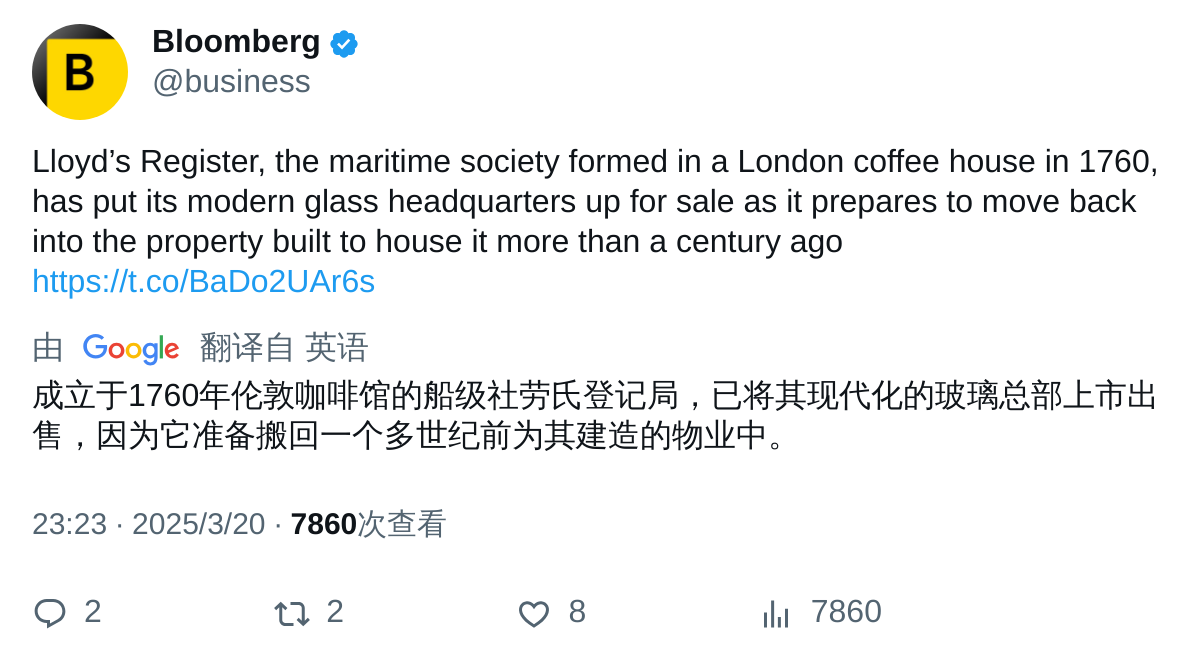 B
Bloomberg
@business
Lloyd’s Register, the maritime society formed in a London coffee house in 1760,
has put its modern glass headquarters up for sale as it prepares to move back
into the property built to house it more than a century ago
https://t.co/BaDo2UAr6s
由 Google 翻译自 英语
成立于1760年伦敦咖啡馆的船级社劳氏登记局，已将其现代化的玻璃总部上市出
售，因为它准备搬回一个多世纪前为其建造的物业中。
23:23 · 2025/3/20 · 7860次查看
2 2 8 7860